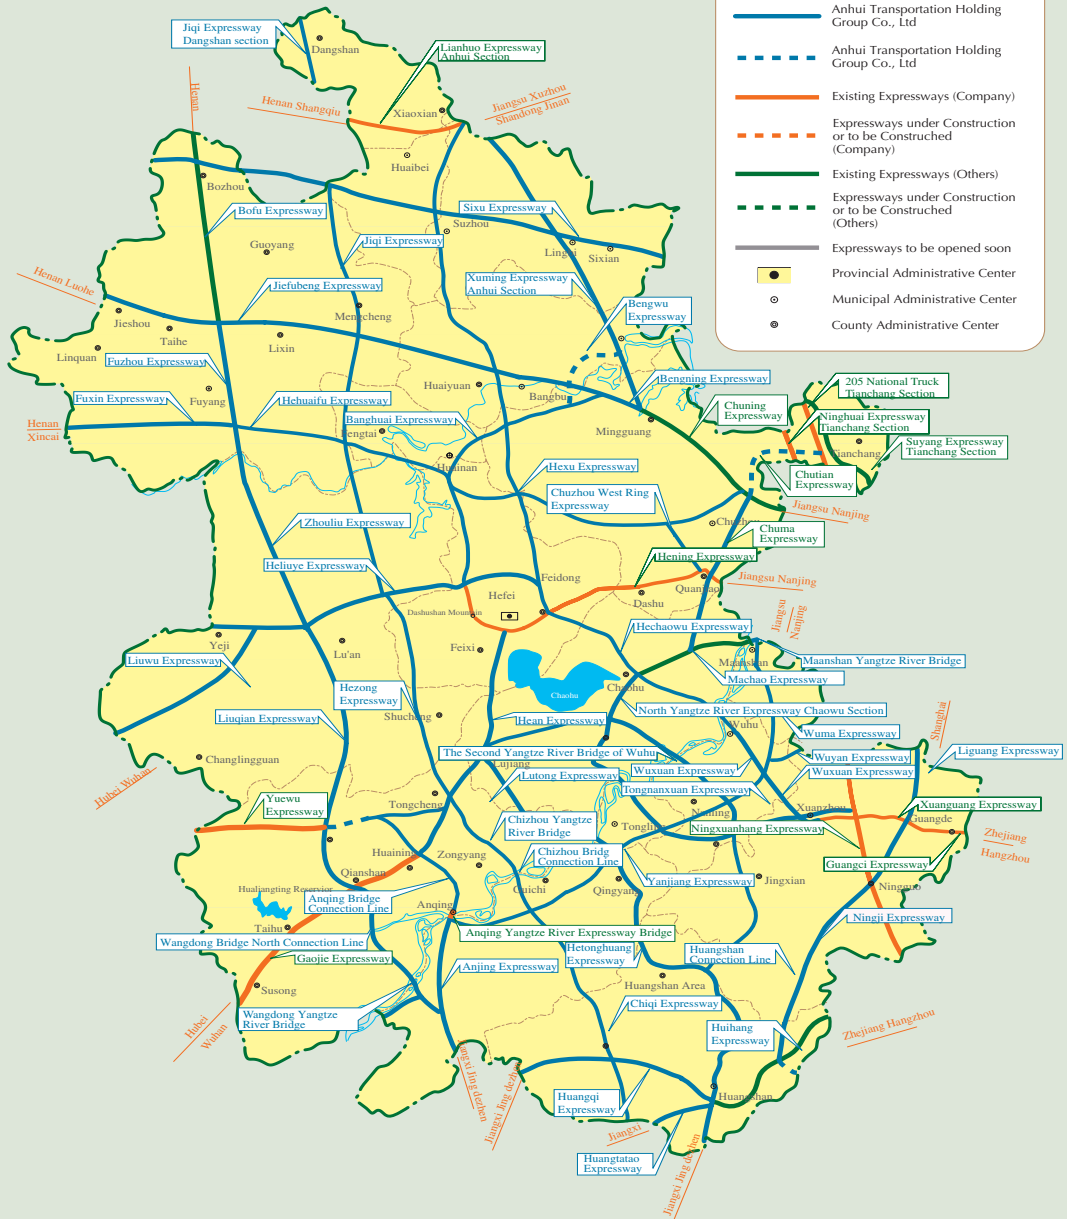 Anhui Transportation Holding
Group Co., Ltd
Anhui Transportation Holding
Group Co., Ltd
Existing Expressways (Company)
Expressways under Construction
or to be Construched
(Company)
Existing Expressways (Others)
Expressways under Construction
or to be Construched
(Others)
Expressways to be opened soon
Provincial Administrative Center
Municipal Administrative Center
County Administrative Center
Jiqi Expressway
Dangshan section
Dangshan
Lianhuo Expressway
Anhui Section
Henan
Henan Shangqiu
Xiaoxian
Jiangsu Xuzhou
Shandong Jinan
Huaibei
Bozhou
Bofu Expressway
Sixu Expressway
Suzhou
Guoyang
Jiqi Expressway
Lingbi
Sixian
Henan Luohe
Jiefubeng Expressway
Xuming Expressway
Anhui Section
Bengwu
Expressway
Jieshou
Taihe
Mengcheng
Lixin
Linquan
Fuzhou Expressway
Huaiyuan
Bangbu
Bengning Expressway
205 National Truck
Tianchang Section
Fuyang
Fuxin Expressway
Hehuaifu Expressway
Chuning
Expressway
Ninghuai Expressway
Tianchang Section
Henan
Xincai
Banghuai Expressway
Fengtai
Mingguang
Suyang Expressway
Tianchang Section
Tianchang
Huainan
Hexu Expressway
Chutian
Expressway
Chuzhou West Ring
Expressway
Jiangsu Nanjing
Zhouliu Expressway
Chuzhou
Chuma
Expressway
Heliuye Expressway
Hening Expressway
Feidong
Hefei
Quanjiao
Jiangsu Nanjing
Dashu
Dashushan Mountain
Jiangsu
Nanjing
Hechaowu Expressway
Yeji
Lu'an
Feixi
Maanshan
Liuwu Expressway
Maanshan Yangtze River Bridge
Machao Expressway
Chaohu
Chaohu
Hezong
Expressway
North Yangtze River Expressway Chaowu Section
Shucheng
Liuqian Expressway
Hean Expressway
Wuhu
Wuma Expressway
Shanghai
The Second Yangtze River Bridge of Wuhu
Liguang Expressway
Changlingguan
Lujiang
Wuyan Expressway
Wuxuan Expressway
Wuxuan Expressway
Lutong Expressway
Hubei Wuhan
Tongnanxuan Expressway
Yuewu
Expressway
Tongcheng
Nanling
Xuanzhou
Xuanguang Expressway
Chizhou Yangtze
River Bridge
Tongling
Ningxuanhang Expressway
Guangde
Zhejiang
Hangzhou
Huaining
Zongyang
Chizhou Bridg
Connection Line
Guangci Expressway
Qianshan
Guichi
Qingyang
Yanjiang Expressway
Jingxian
Ningguo
Hualiangting Reservior
Anqing Bridge
Connection Line
Anqing
Ningji Expressway
Taihu
Anqing Yangtze River Expressway Bridge
Wangdong Bridge North Connection Line
Hetonghuang
Expressway
Huangshan
Connection Line
Gaojie Expressway
Anjing Expressway
Susong
Huangshan Area
Wangdong Yangtze
River Bridge
Chiqi Expressway
Hubei
Wuhan
Huihang
Expressway
Zhejiang Hangzhou
Jiangxi Jing dezhen
Jiangxi Jing dezhen
Huangqi
Expressway
Huangshan
Jiangxi
Huangtatao
Expressway
Jiangxi Jing dezhen